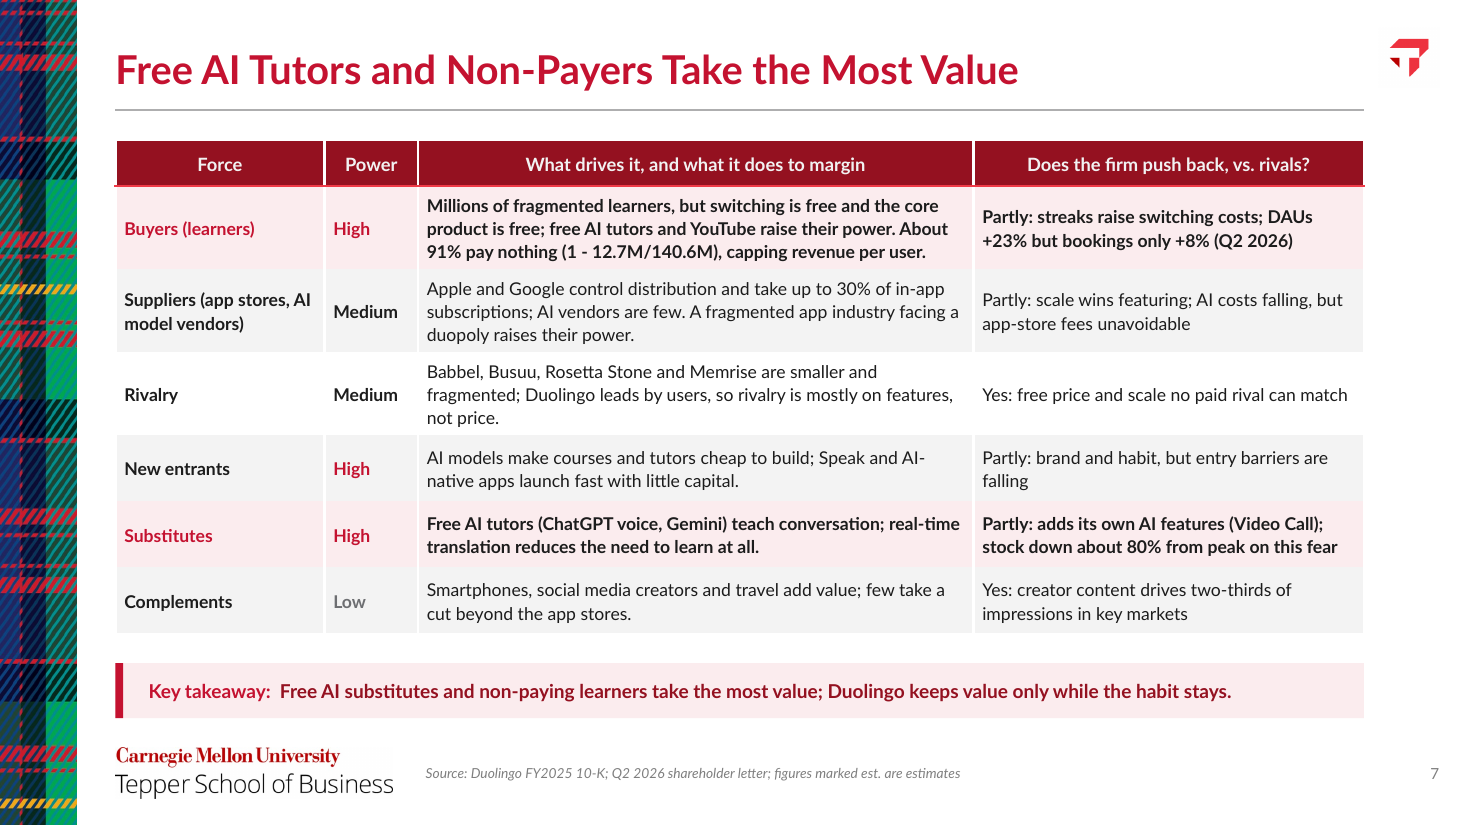 Free AI Tutors and Non-Payers Take the Most Value
Force
Power
What drives it, and what it does to margin
Does the firm push back, vs. rivals?
Buyers (learners)
High
Millions of fragmented learners, but switching is free and the core
product is free; free AI tutors and YouTube raise their power. About
91% pay nothing (1 - 12.7M/140.6M), capping revenue per user.
Partly: streaks raise switching costs; DAUs
+23% but bookings only +8% (Q2 2026)
Suppliers (app stores, AI
model vendors)
Medium
Apple and Google control distribution and take up to 30% of in-app
subscriptions; AI vendors are few. A fragmented app industry facing a
duopoly raises their power.
Partly: scale wins featuring; AI costs falling, but
app-store fees unavoidable
Rivalry
Medium
Babbel, Busuu, Rosetta Stone and Memrise are smaller and
fragmented; Duolingo leads by users, so rivalry is mostly on features,
not price.
Yes: free price and scale no paid rival can match
New entrants
High
AI models make courses and tutors cheap to build; Speak and AI-
native apps launch fast with little capital.
Partly: brand and habit, but entry barriers are
falling
Substitutes
High
Free AI tutors (ChatGPT voice, Gemini) teach conversation; real-time
translation reduces the need to learn at all.
Partly: adds its own AI features (Video Call);
stock down about 80% from peak on this fear
Complements
Low
Smartphones, social media creators and travel add value; few take a
cut beyond the app stores.
Yes: creator content drives two-thirds of
impressions in key markets
Key takeaway: Free AI substitutes and non-paying learners take the most value; Duolingo keeps value only while the habit stays.
Carnegie Mellon University
Tepper School of Business
Source: Duolingo FY2025 10-K; Q2 2026 shareholder letter; figures marked est. are estimates
7